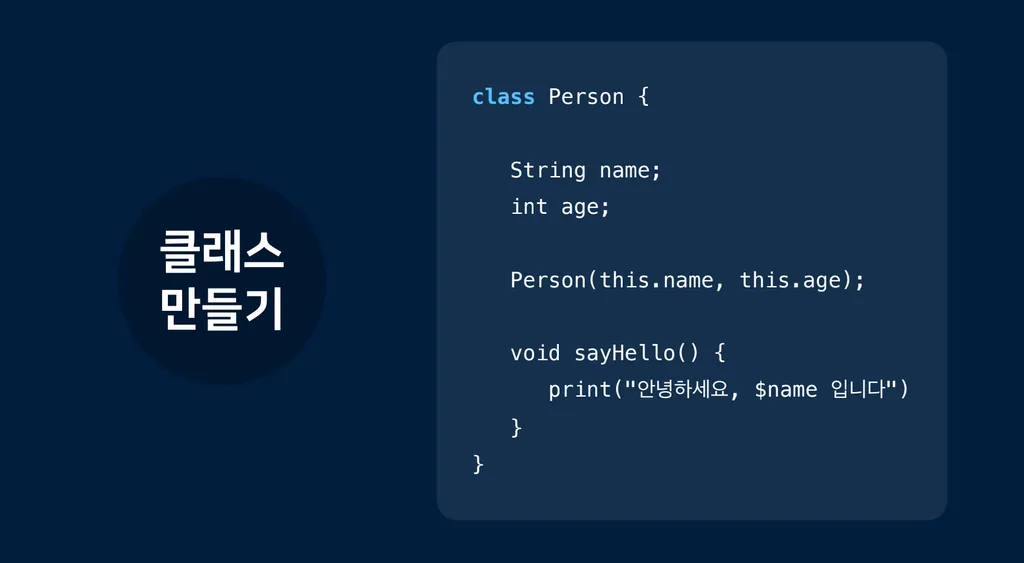 클래스
만들기
class Person {
String name;
int age;
Person(this.name, this.age);
void sayHello() {
print("안녕하세요, $name 입니다")
}
}